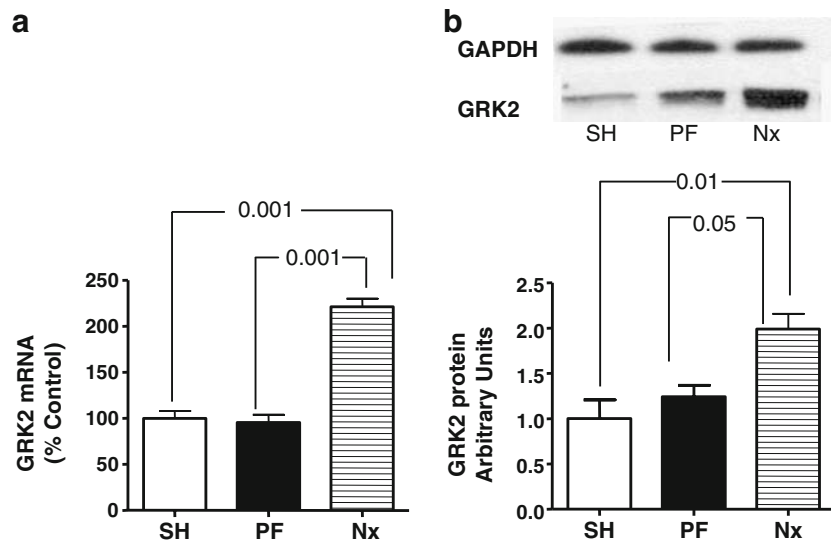 a
0.001
0.001
GRK2 mRNA
(% Control)
250
200
150
100
50
0
SH PF Nx
b
GAPDH
GRK2
SH PF Nx
0.01
0.05
GRK2 protein
Arbitrary Units
2.5
2.0
1.5
1.0
0.5
0.0
SH PF Nx